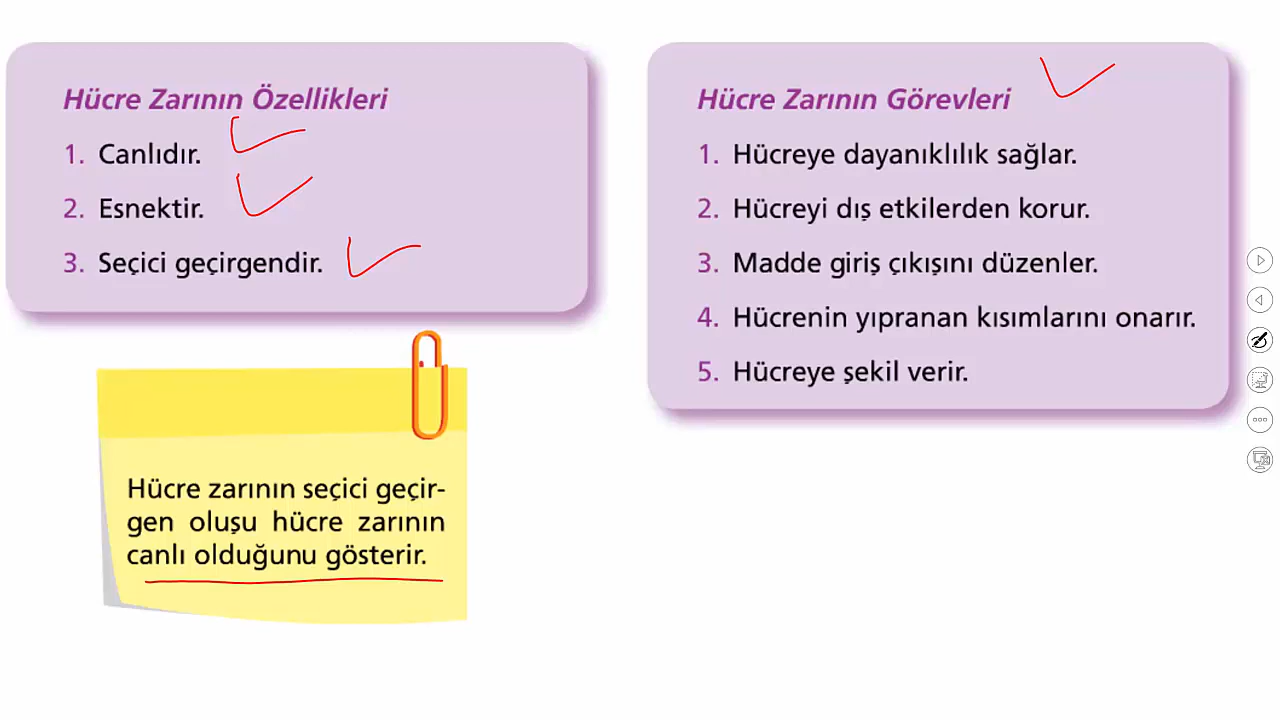 Hücre Zarının Özellikleri
1. Canlıdır.
2. Esnektir.
3. Seçici geçirgendir.
Hücre zarının seçici geçir-
gen oluşu hücre zarının
canlı olduğunu gösterir.
Hücre Zarının Görevleri
1. Hücreye dayanıklılık sağlar.
2. Hücreyi dış etkilerden korur.
3. Madde giriş çıkışını düzenler.
4. Hücrenin yıpranan kısımlarını onarır.
5. Hücreye şekil verir.